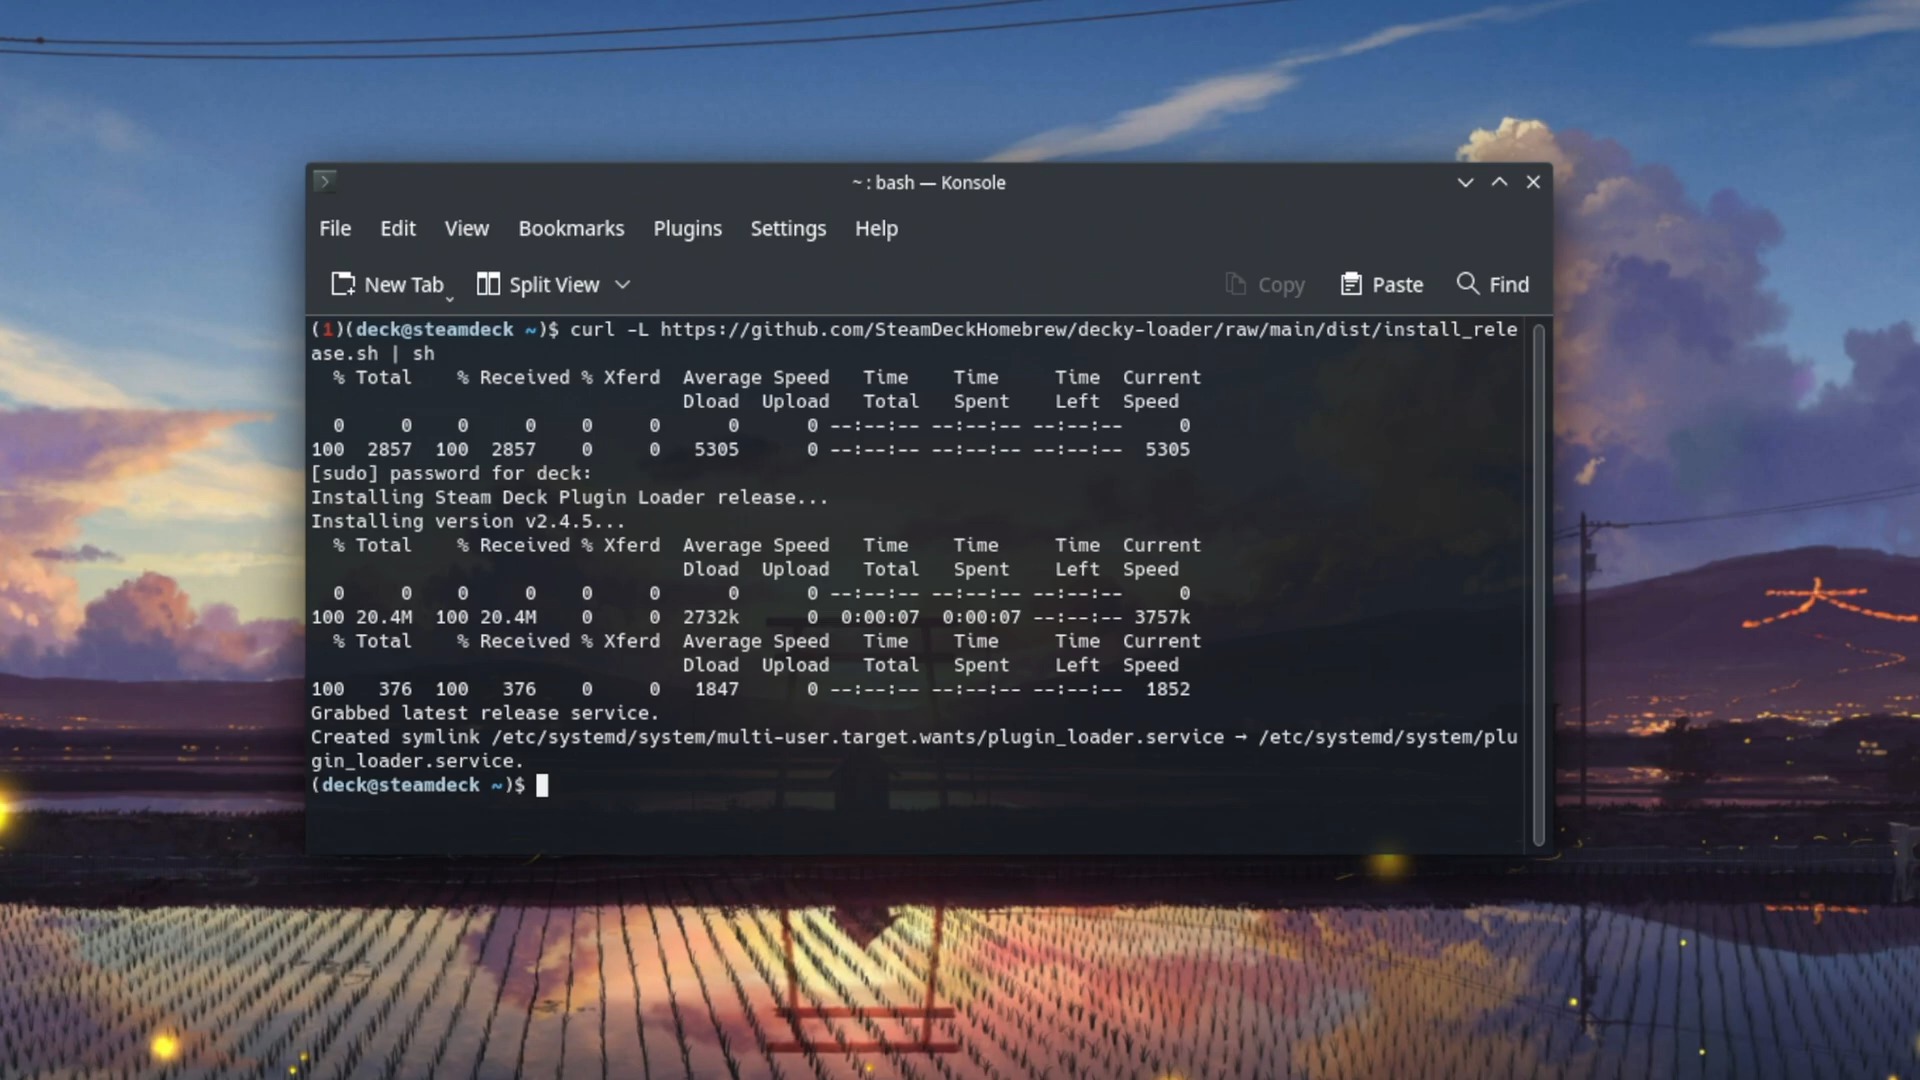 ~ : bash — Konsole
File Edit View Bookmarks Plugins Settings Help
New Tab Split View Copy Paste Find
(1)(deck@steamdeck ~)$ curl -L https://github.com/SteamDeckHomebrew/decky-loader/raw/main/dist/install_rele
ase.sh | sh
% Total % Received % Xferd Average Speed Time Time Time Current
Dload Upload Total Spent Left Speed
0 0 0 0 0 0 0 0 --:--:-- --:--:-- --:--:-- 0
100 2857 100 2857 0 0 5305 0 --:--:-- --:--:-- --:--:-- 5305
[sudo] password for deck:
Installing Steam Deck Plugin Loader release...
Installing version v2.4.5...
% Total % Received % Xferd Average Speed Time Time Time Current
Dload Upload Total Spent Left Speed
0 0 0 0 0 0 0 0 --:--:-- --:--:-- --:--:-- 0
100 20.4M 100 20.4M 0 0 2732k 0 0:00:07 0:00:07 --:--:-- 3757k
% Total % Received % Xferd Average Speed Time Time Time Current
Dload Upload Total Spent Left Speed
100 376 100 376 0 0 1847 0 --:--:-- --:--:-- --:--:-- 1852
Grabbed latest release service.
Created symlink /etc/systemd/system/multi-user.target.wants/plugin_loader.service → /etc/systemd/system/plu
gin_loader.service.
(deck@steamdeck ~)$
大